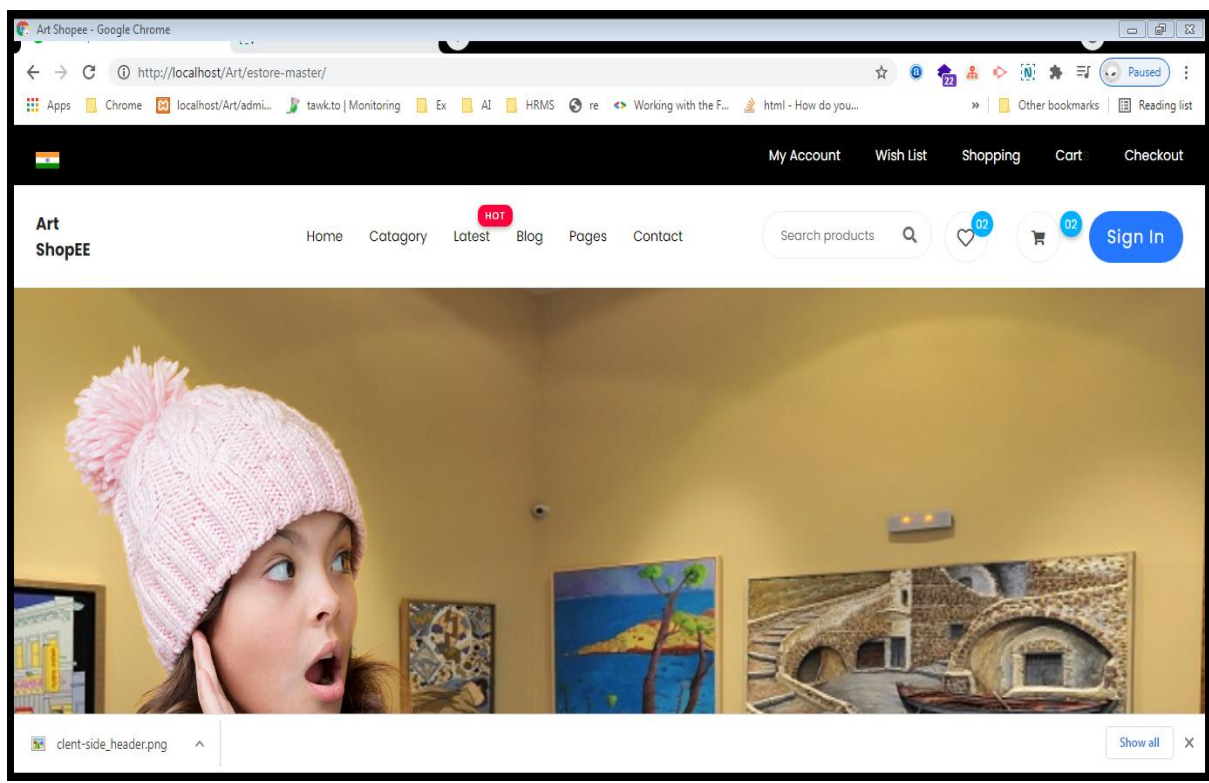 Art Shopee - Google Chrome
http://localhost/Art/estore-master/
22
Paused
Apps Chrome localhost/Art/admi... tawk.to | Monitoring Ex AI HRMS re Working with the F... html - How do you... » Other bookmarks Reading list
My Account Wish List Shopping Carts Checkout
HOT
Art
ShopEE
Home Catagory Latest Blog Pages Contact Search products 02 02 Sign In
clent-side_header.png
Show all